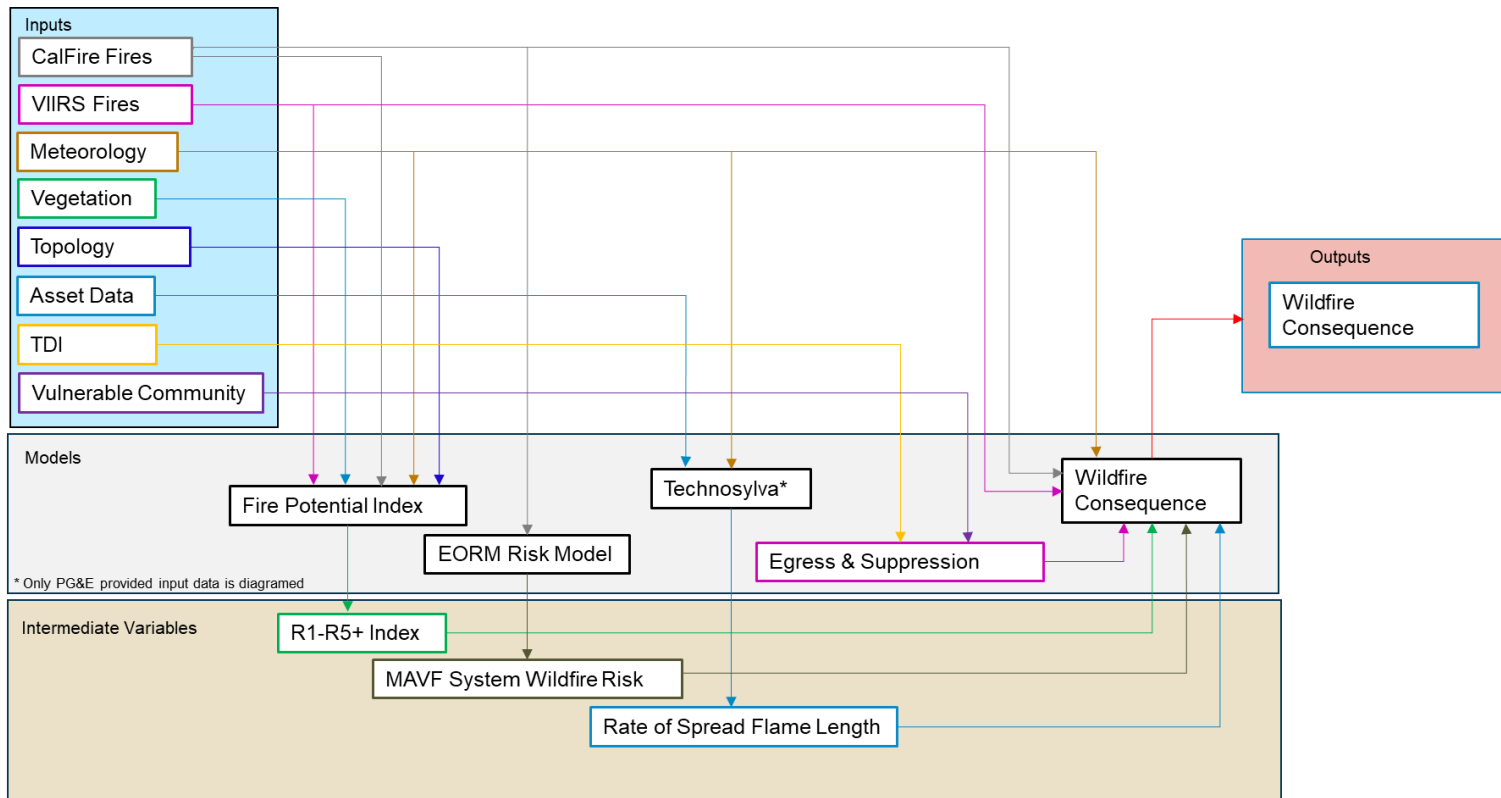 Inputs
CalFire Fires
VIIRS Fires
Meteorology
Vegetation
Topology
Asset Data
TDI
Vulnerable Community
Outputs
Wildfire
Consequence
Models
Fire Potential Index
EORM Risk Model
Technosylva*
Egress & Suppression
Wildfire
Consequence
* Only PG&E provided input data is diagramed
Intermediate Variables
R1-R5+ Index
MAVF System Wildfire Risk
Rate of Spread Flame Length